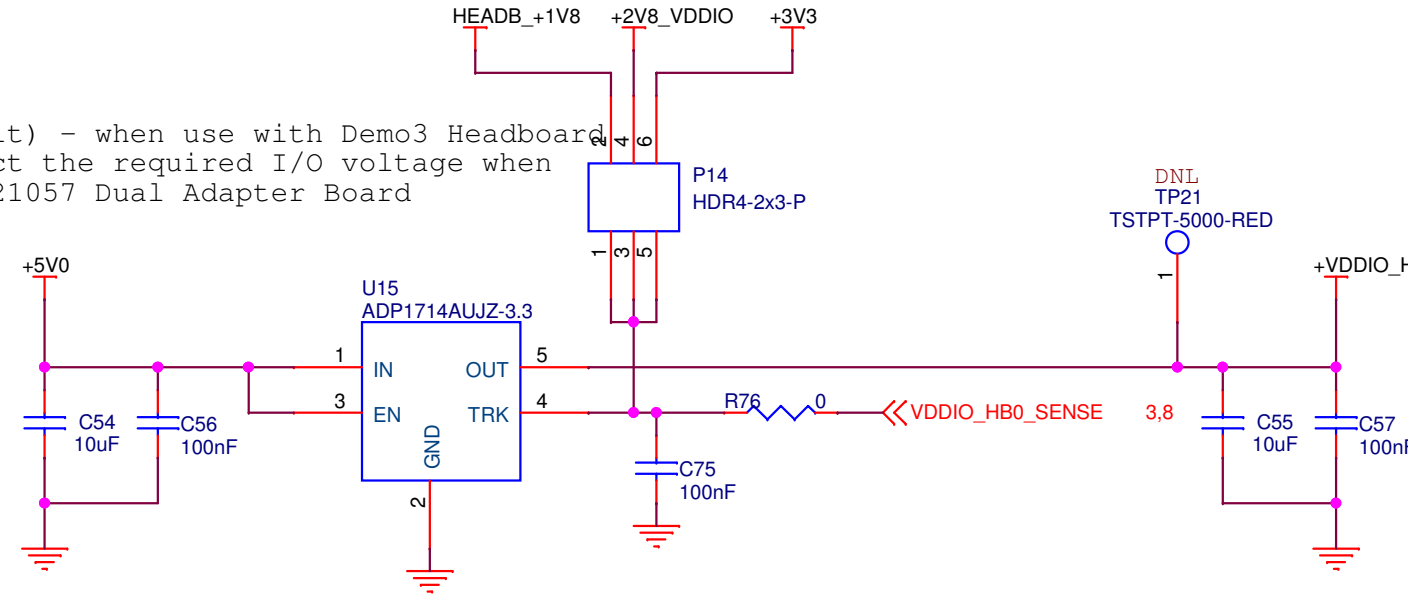 HEADB_+1V8
+2V8_VDDIO
+3V3
lt) - when use with Demo3 Headboard
ct the required I/O voltage when
21057 Dual Adapter Board
2
4
6
P14
HDR4-2x3-P
1
3
5
DNL
TP21
TSTPT-5000-RED
1
+5V0
+VDDIO_H
U15
ADP1714AUJZ-3.3
1
IN
OUT
5
3
EN
TRK
4
GND
2
C54
10uF
C56
100nF
R76
0
VDDIO_HB0_SENSE
3,8
C75
100nF
C55
10uF
C57
100nF